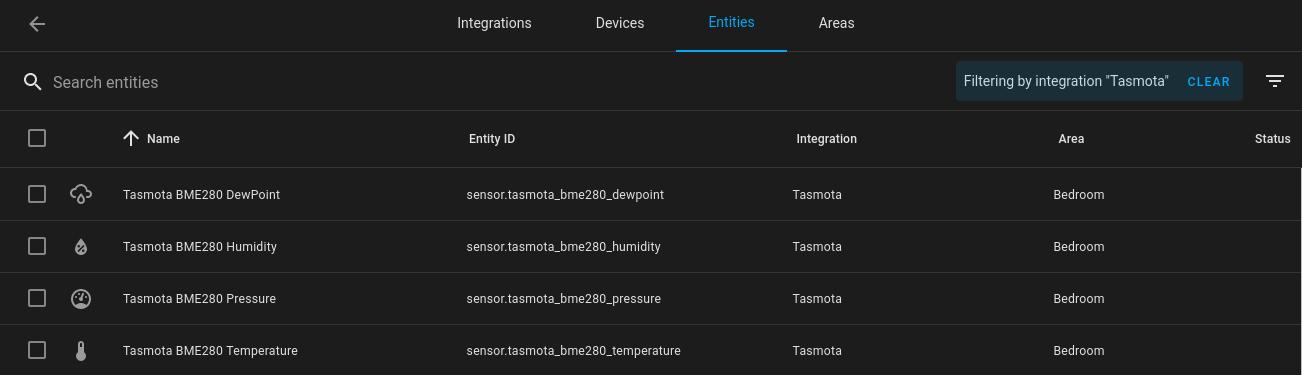 Integrations Devices Entities Areas
Search entities Filtering by integration "Tasmota" CLEAR
Name Entity ID Integration Area Status
Tasmota BME280 DewPoint sensor.tasmota_bme280_dewpoint Tasmota Bedroom
Tasmota BME280 Humidity sensor.tasmota_bme280_humidity Tasmota Bedroom
Tasmota BME280 Pressure sensor.tasmota_bme280_pressure Tasmota Bedroom
Tasmota BME280 Temperature sensor.tasmota_bme280_temperature Tasmota Bedroom